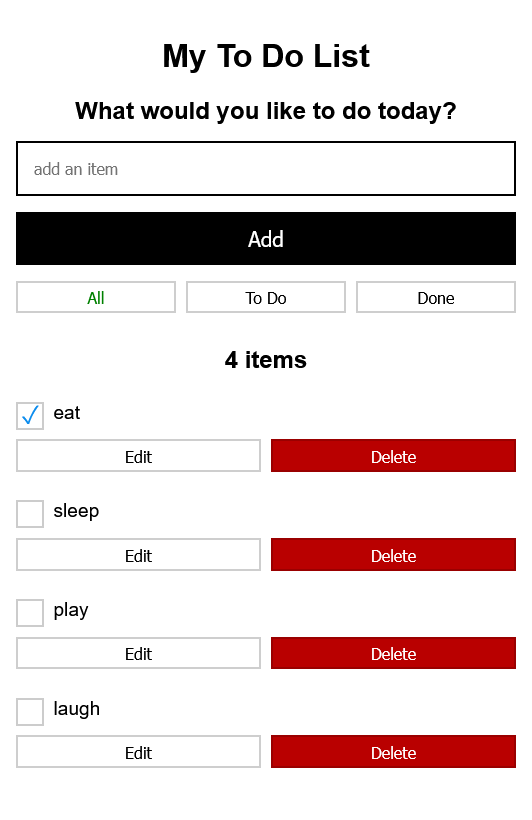 My To Do List
What would you like to do today?
add an item
Add
All To Do Done
4 items
eat
Edit Delete
sleep
Edit Delete
play
Edit Delete
laugh
Edit Delete